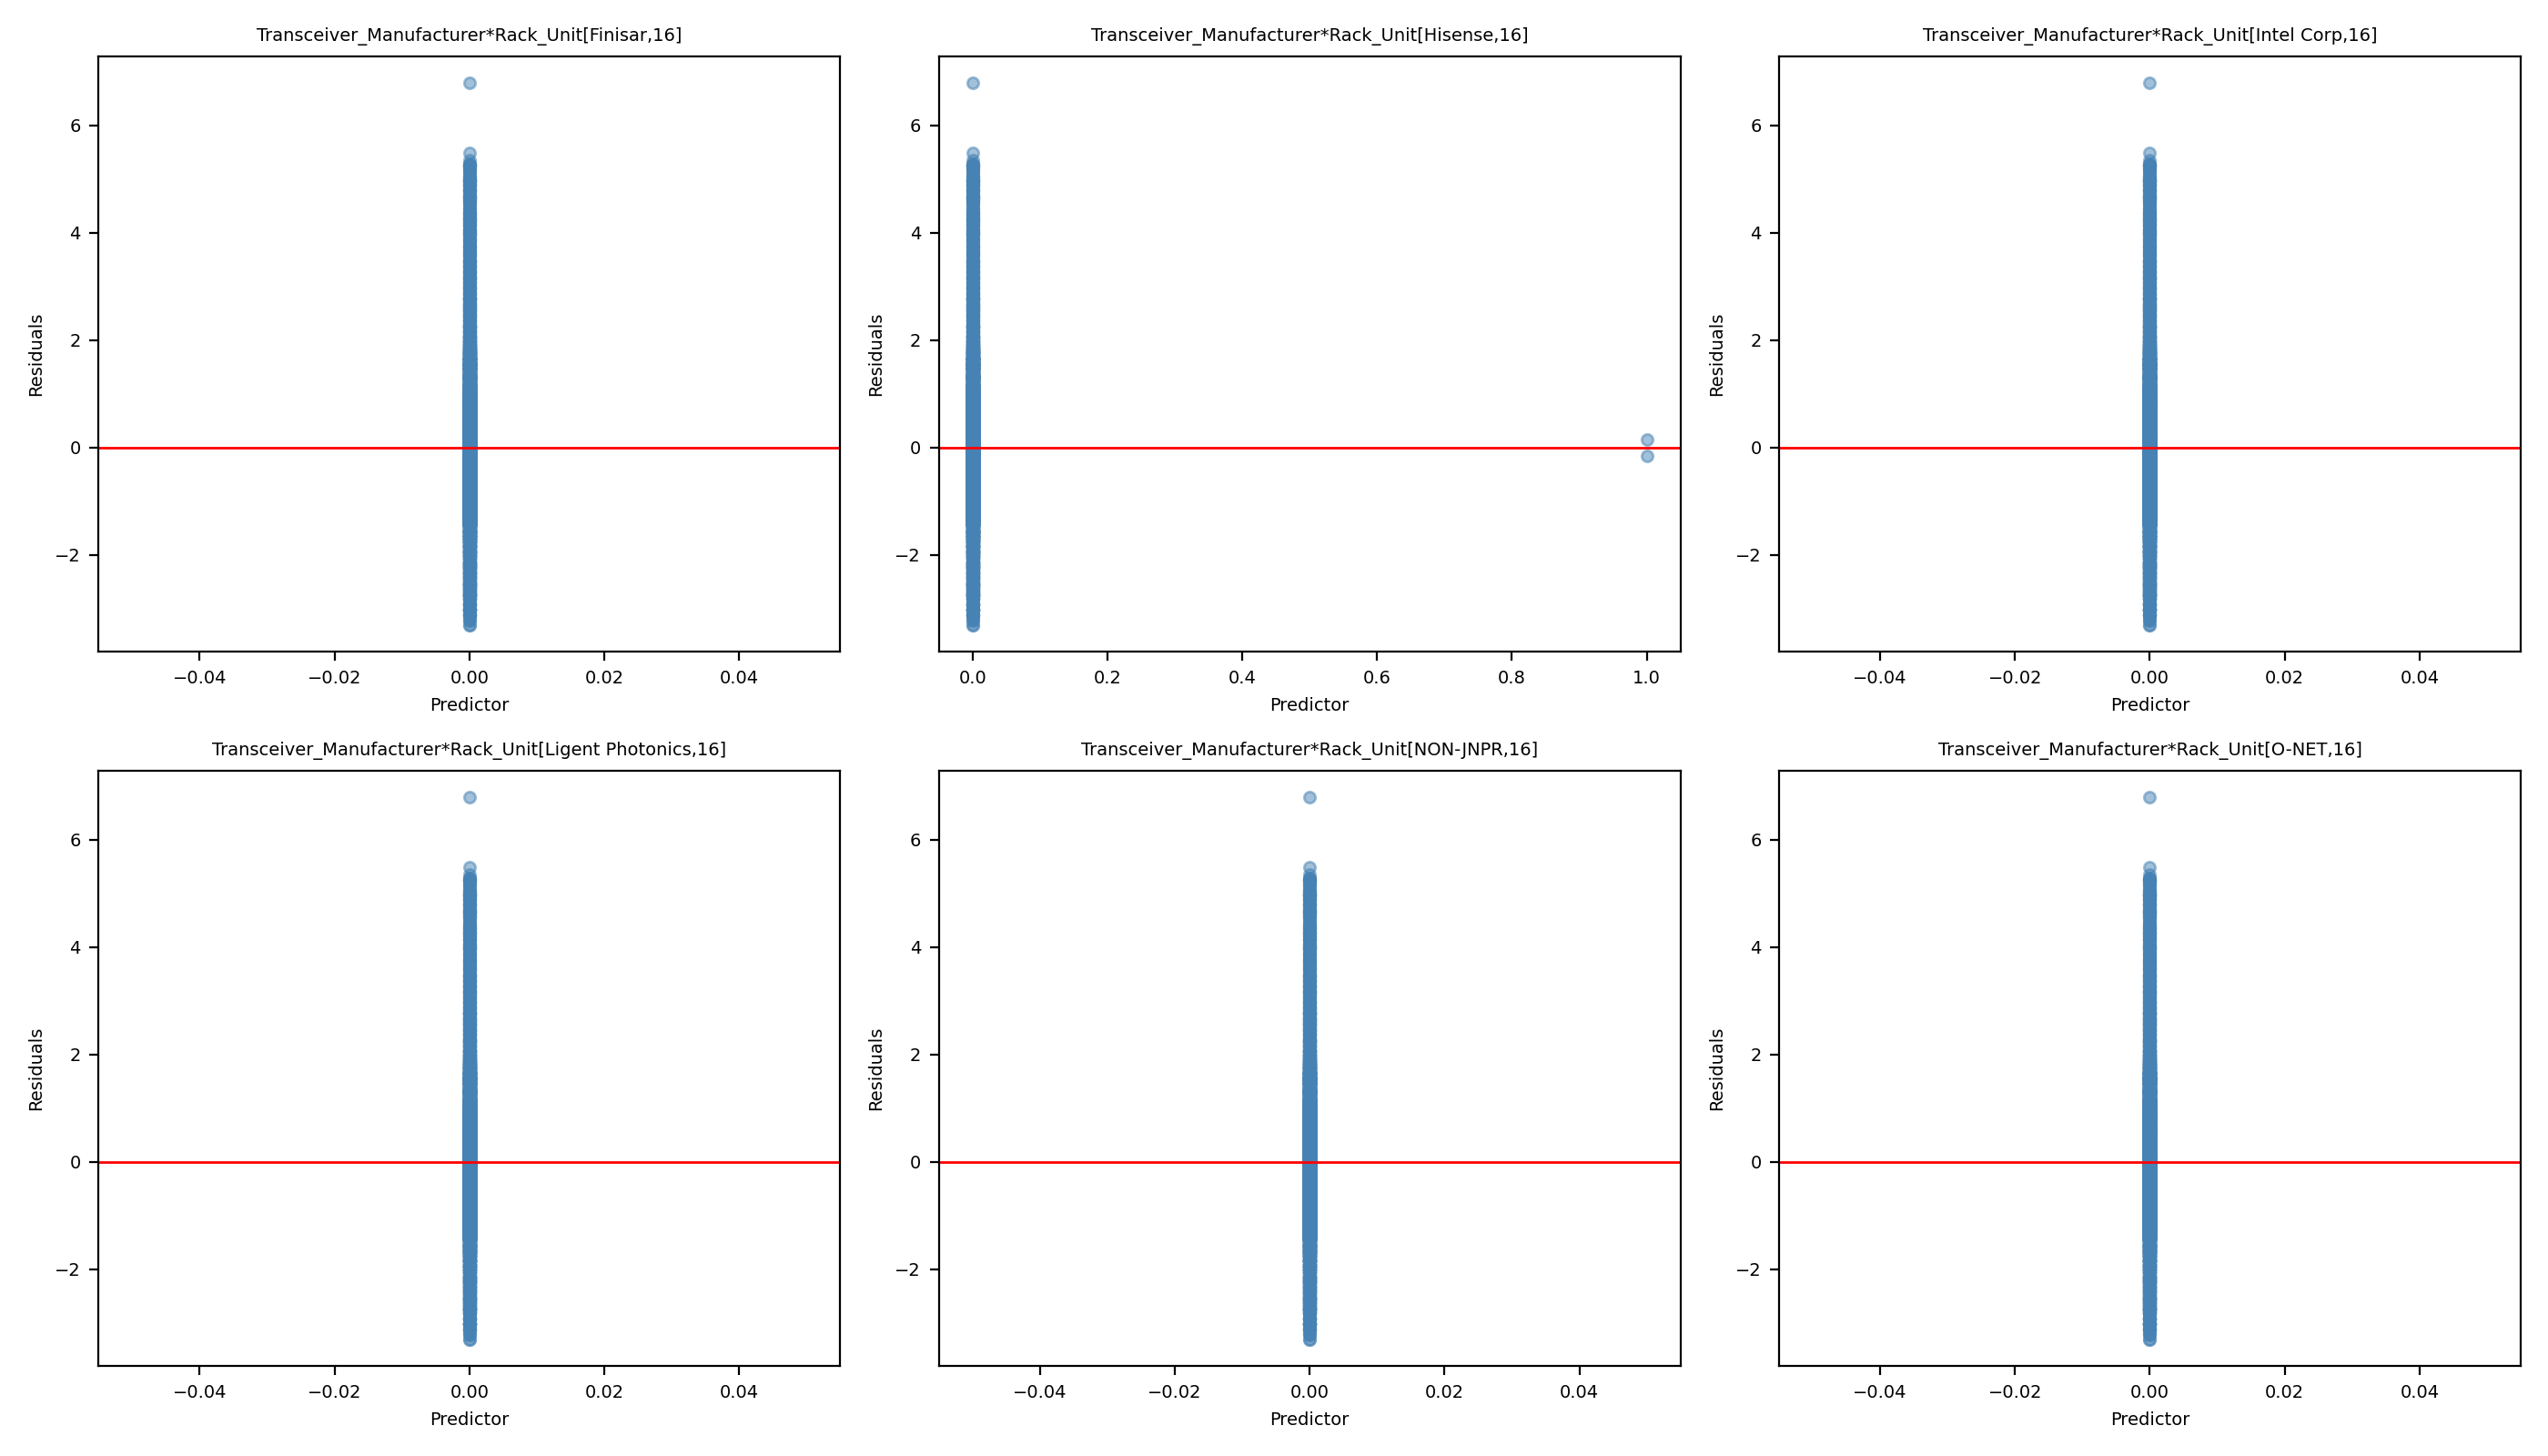 Transceiver_Manufacturer*Rack_Unit[Finisar,16]
6
4
2
0
−2
Residuals
−0.04 −0.02 0.00 0.02 0.04
Predictor
Transceiver_Manufacturer*Rack_Unit[Hisense,16]
6
4
2
0
−2
Residuals
0.0 0.2 0.4 0.6 0.8 1.0
Predictor
Transceiver_Manufacturer*Rack_Unit[Intel Corp,16]
6
4
2
0
−2
Residuals
−0.04 −0.02 0.00 0.02 0.04
Predictor
Transceiver_Manufacturer*Rack_Unit[Ligent Photonics,16]
6
4
2
0
−2
Residuals
−0.04 −0.02 0.00 0.02 0.04
Predictor
Transceiver_Manufacturer*Rack_Unit[NON-JNPR,16]
6
4
2
0
−2
Residuals
−0.04 −0.02 0.00 0.02 0.04
Predictor
Transceiver_Manufacturer*Rack_Unit[O-NET,16]
6
4
2
0
−2
Residuals
−0.04 −0.02 0.00 0.02 0.04
Predictor